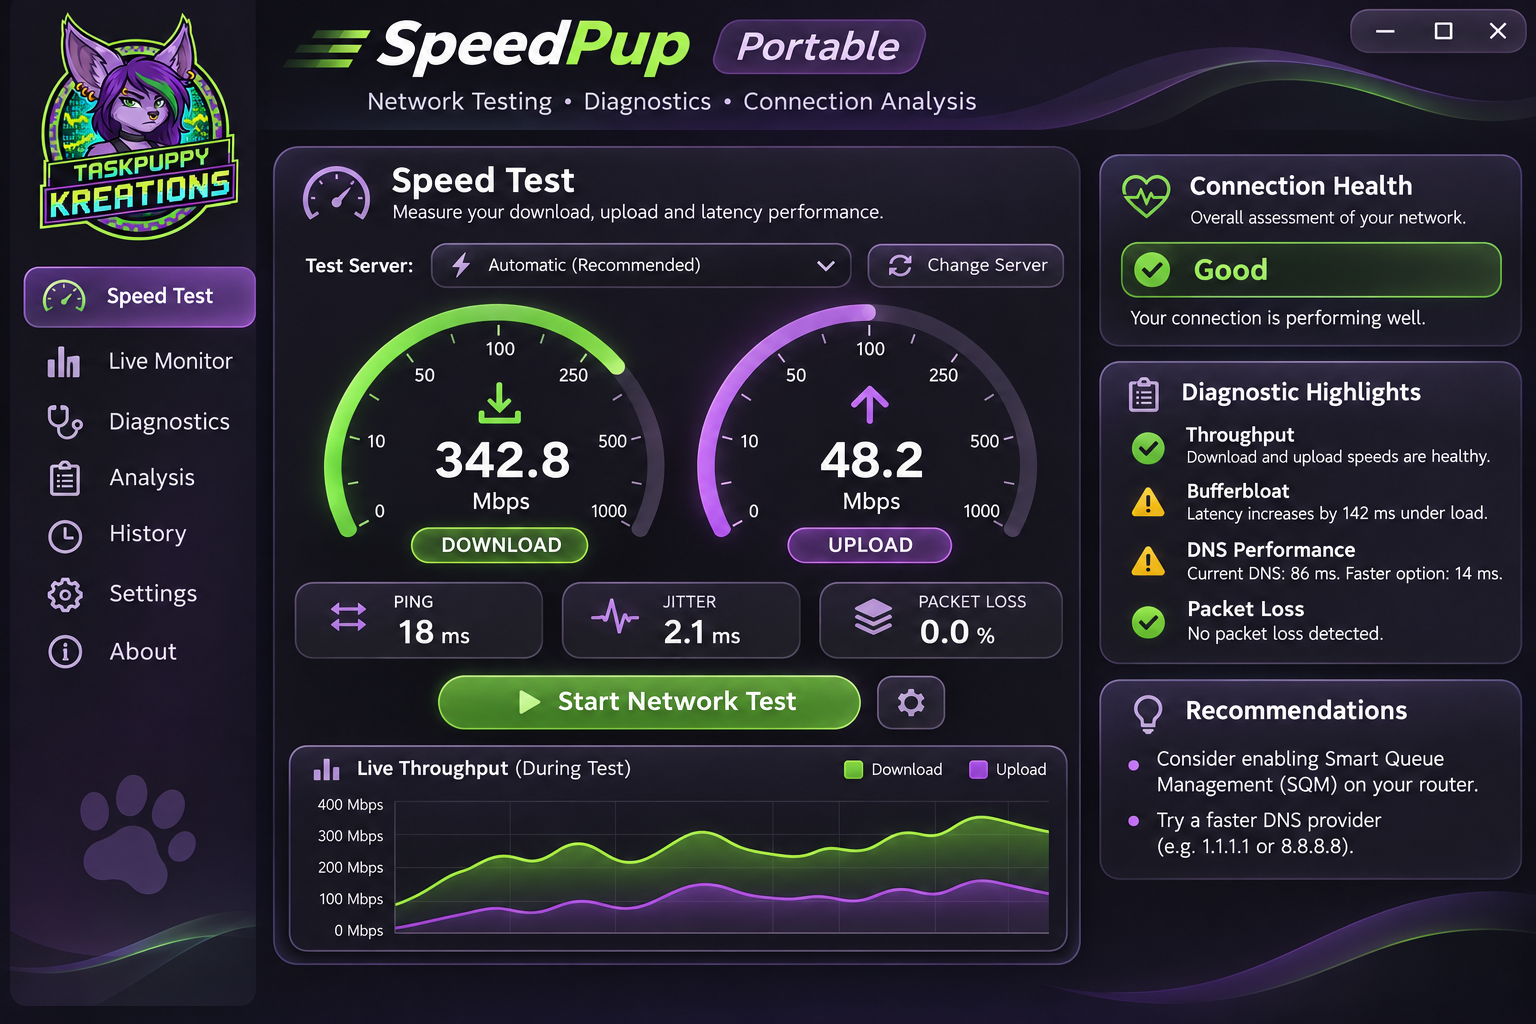 TASKPUPPY
KREATIONS
SpeedPup Portable
Network Testing • Diagnostics • Connection Analysis
Speed Test
Live Monitor
Diagnostics
Analysis
History
Settings
About
Speed Test
Measure your download, upload and latency performance.
Test Server: Automatic (Recommended) Change Server
0
10
50
100
250
500
1000
342.8
Mbps
DOWNLOAD
0
10
50
100
250
500
1000
48.2
Mbps
UPLOAD
PING
18 ms
JITTER
2.1 ms
PACKET LOSS
0.0 %
Start Network Test
Live Throughput (During Test) Download Upload
400 Mbps
300 Mbps
200 Mbps
100 Mbps
0 Mbps
Connection Health
Overall assessment of your network.
Good
Your connection is performing well.
Diagnostic Highlights
Throughput
Download and upload speeds are healthy.
Bufferbloat
Latency increases by 142 ms under load.
DNS Performance
Current DNS: 86 ms. Faster option: 14 ms.
Packet Loss
No packet loss detected.
Recommendations
• Consider enabling Smart Queue
Management (SQM) on your router.
• Try a faster DNS provider
(e.g. 1.1.1.1 or 8.8.8.8).